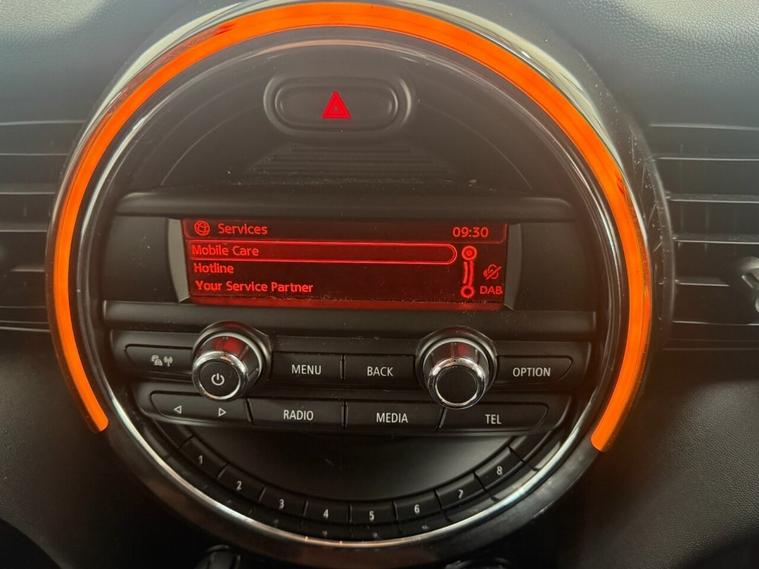 Services 09:30
Mobile Care
Hotline
Your Service Partner DAB
MENU BACK OPTION
RADIO MEDIA TEL
1 2 3 4 5 6 7 8